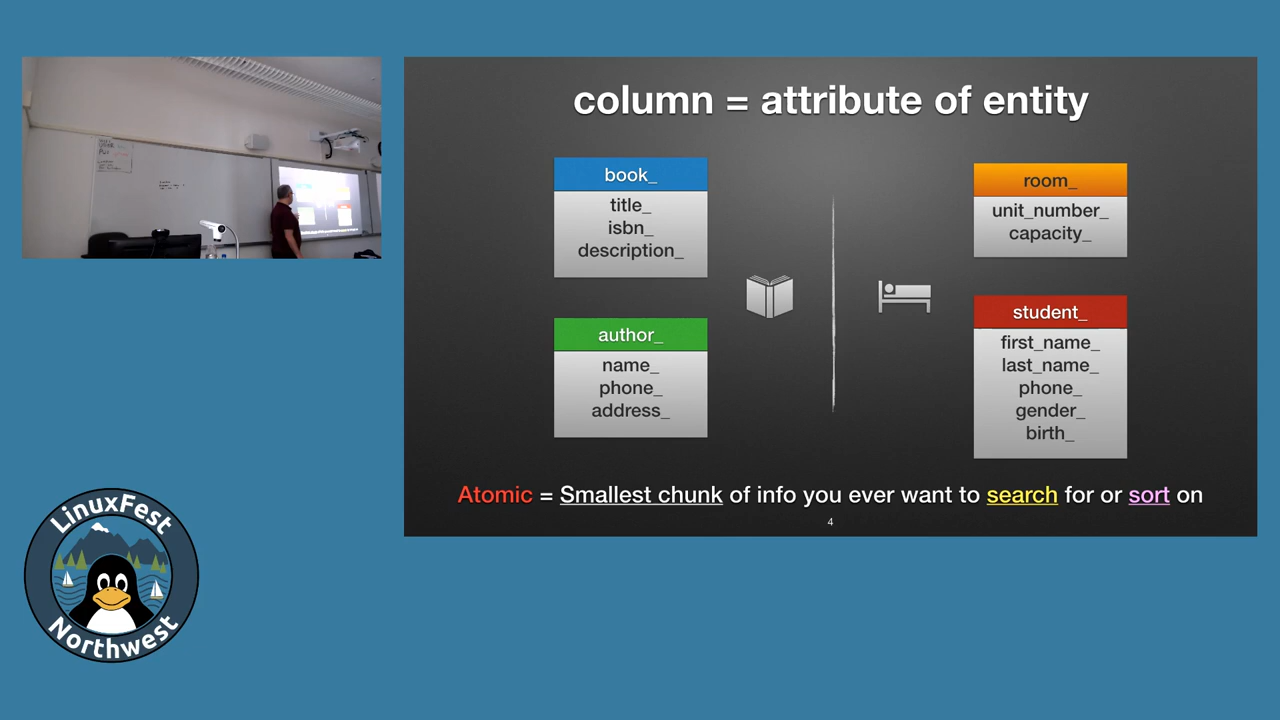 column = attribute of entity
book_
title_
isbn_
description_
author_
name_
phone_
address_
room_
unit_number_
capacity_
student_
first_name_
last_name_
phone_
gender_
birth_
Atomic = Smallest chunk of info you ever want to search for or sort on
4
LinuxFest
Northwest